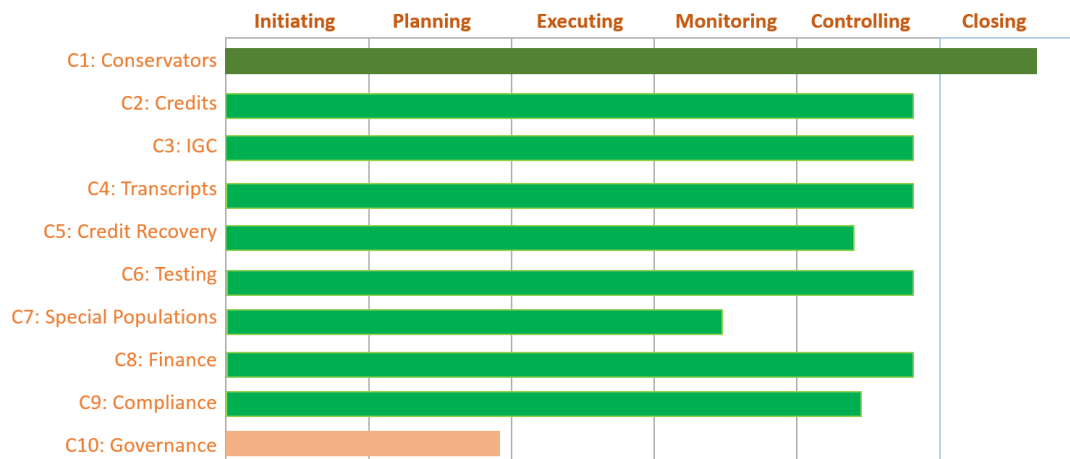 Initiating Planning Executing Monitoring Controlling Closing
C1: Conservators
C2: Credits
C3: IGC
C4: Transcripts
C5: Credit Recovery
C6: Testing
C7: Special Populations
C8: Finance
C9: Compliance
C10: Governance